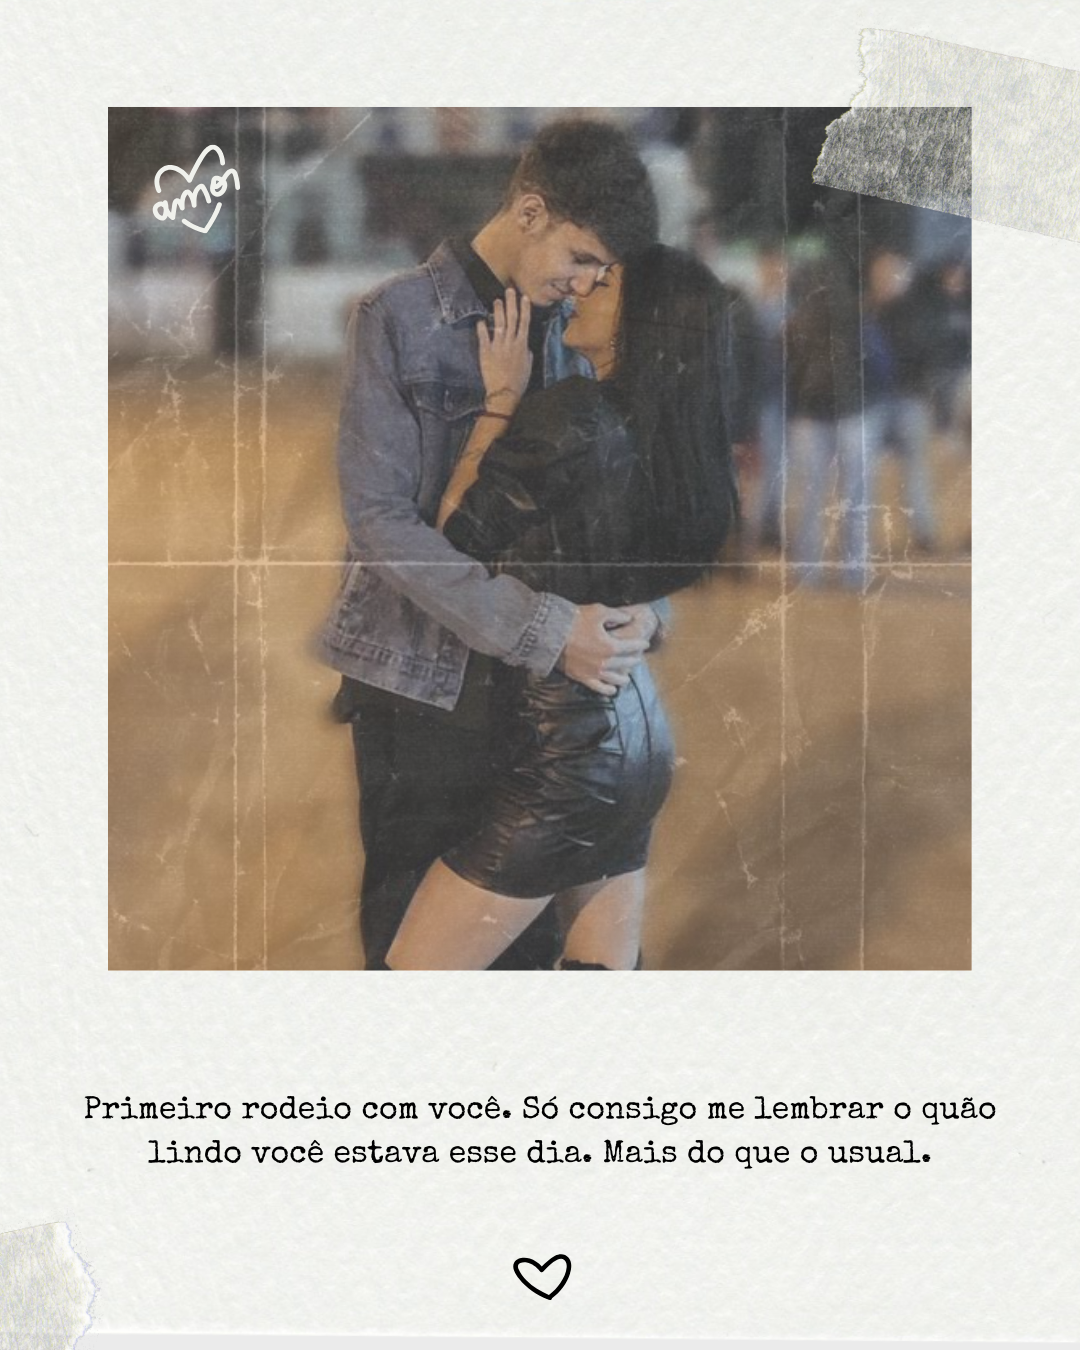 amor
Primeiro rodeio com você. Só consigo me lembrar o quão
lindo você estava esse dia. Mais do que o usual.